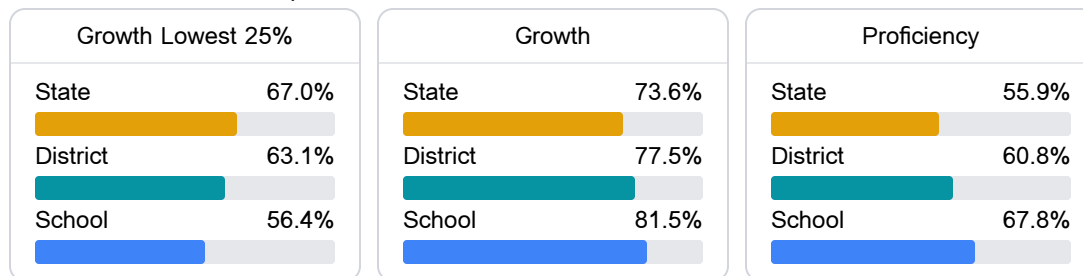 Growth Lowest 25%
State 67.0%
District 63.1%
School 56.4%
Growth
State 73.6%
District 77.5%
School 81.5%
Proficiency
State 55.9%
District 60.8%
School 67.8%